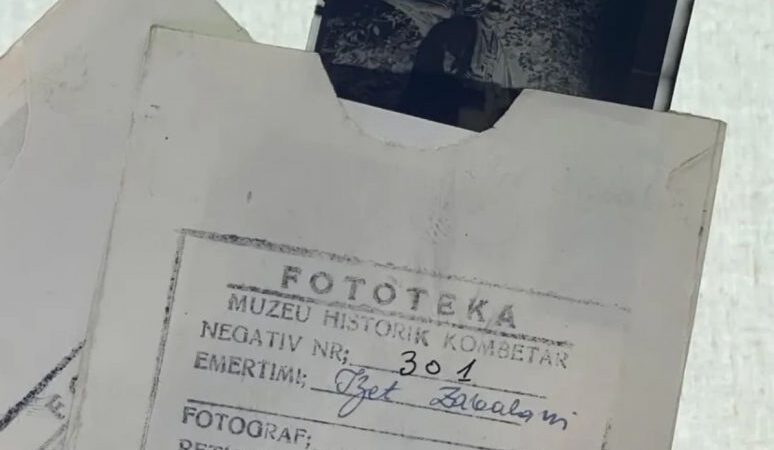 FOTOTEKA
MUZEU HISTORIK KOMBETAR
NEGATIV NR; 301
EMERTIMI; Izet
FOTOGRAF;